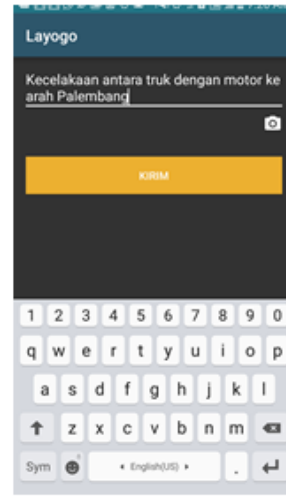 Layogo
Kecelakaan antara truk dengan motor ke
arah Palembang
KIRIM
1 2 3 4 5 6 7 8 9 0
q w e r t y u i o p
a s d f g h j k l
z x c v b n m
Sym English(US) .